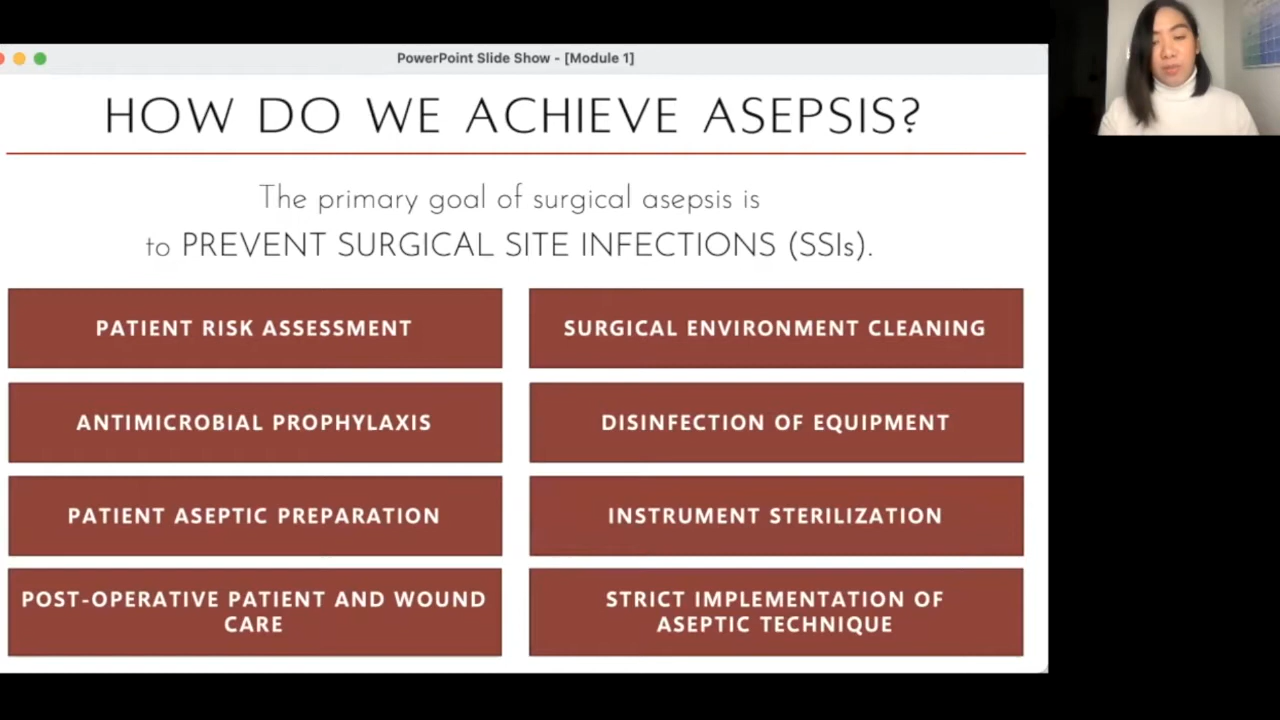 PowerPoint Slide Show - [Module 1]
HOW DO WE ACHIEVE ASEPSIS?
The primary goal of surgical asepsis is
to PREVENT SURGICAL SITE INFECTIONS (SSIs).
PATIENT RISK ASSESSMENT
SURGICAL ENVIRONMENT CLEANING
ANTIMICROBIAL PROPHYLAXIS
DISINFECTION OF EQUIPMENT
PATIENT ASEPTIC PREPARATION
INSTRUMENT STERILIZATION
POST-OPERATIVE PATIENT AND WOUND
CARE
STRICT IMPLEMENTATION OF
ASEPTIC TECHNIQUE